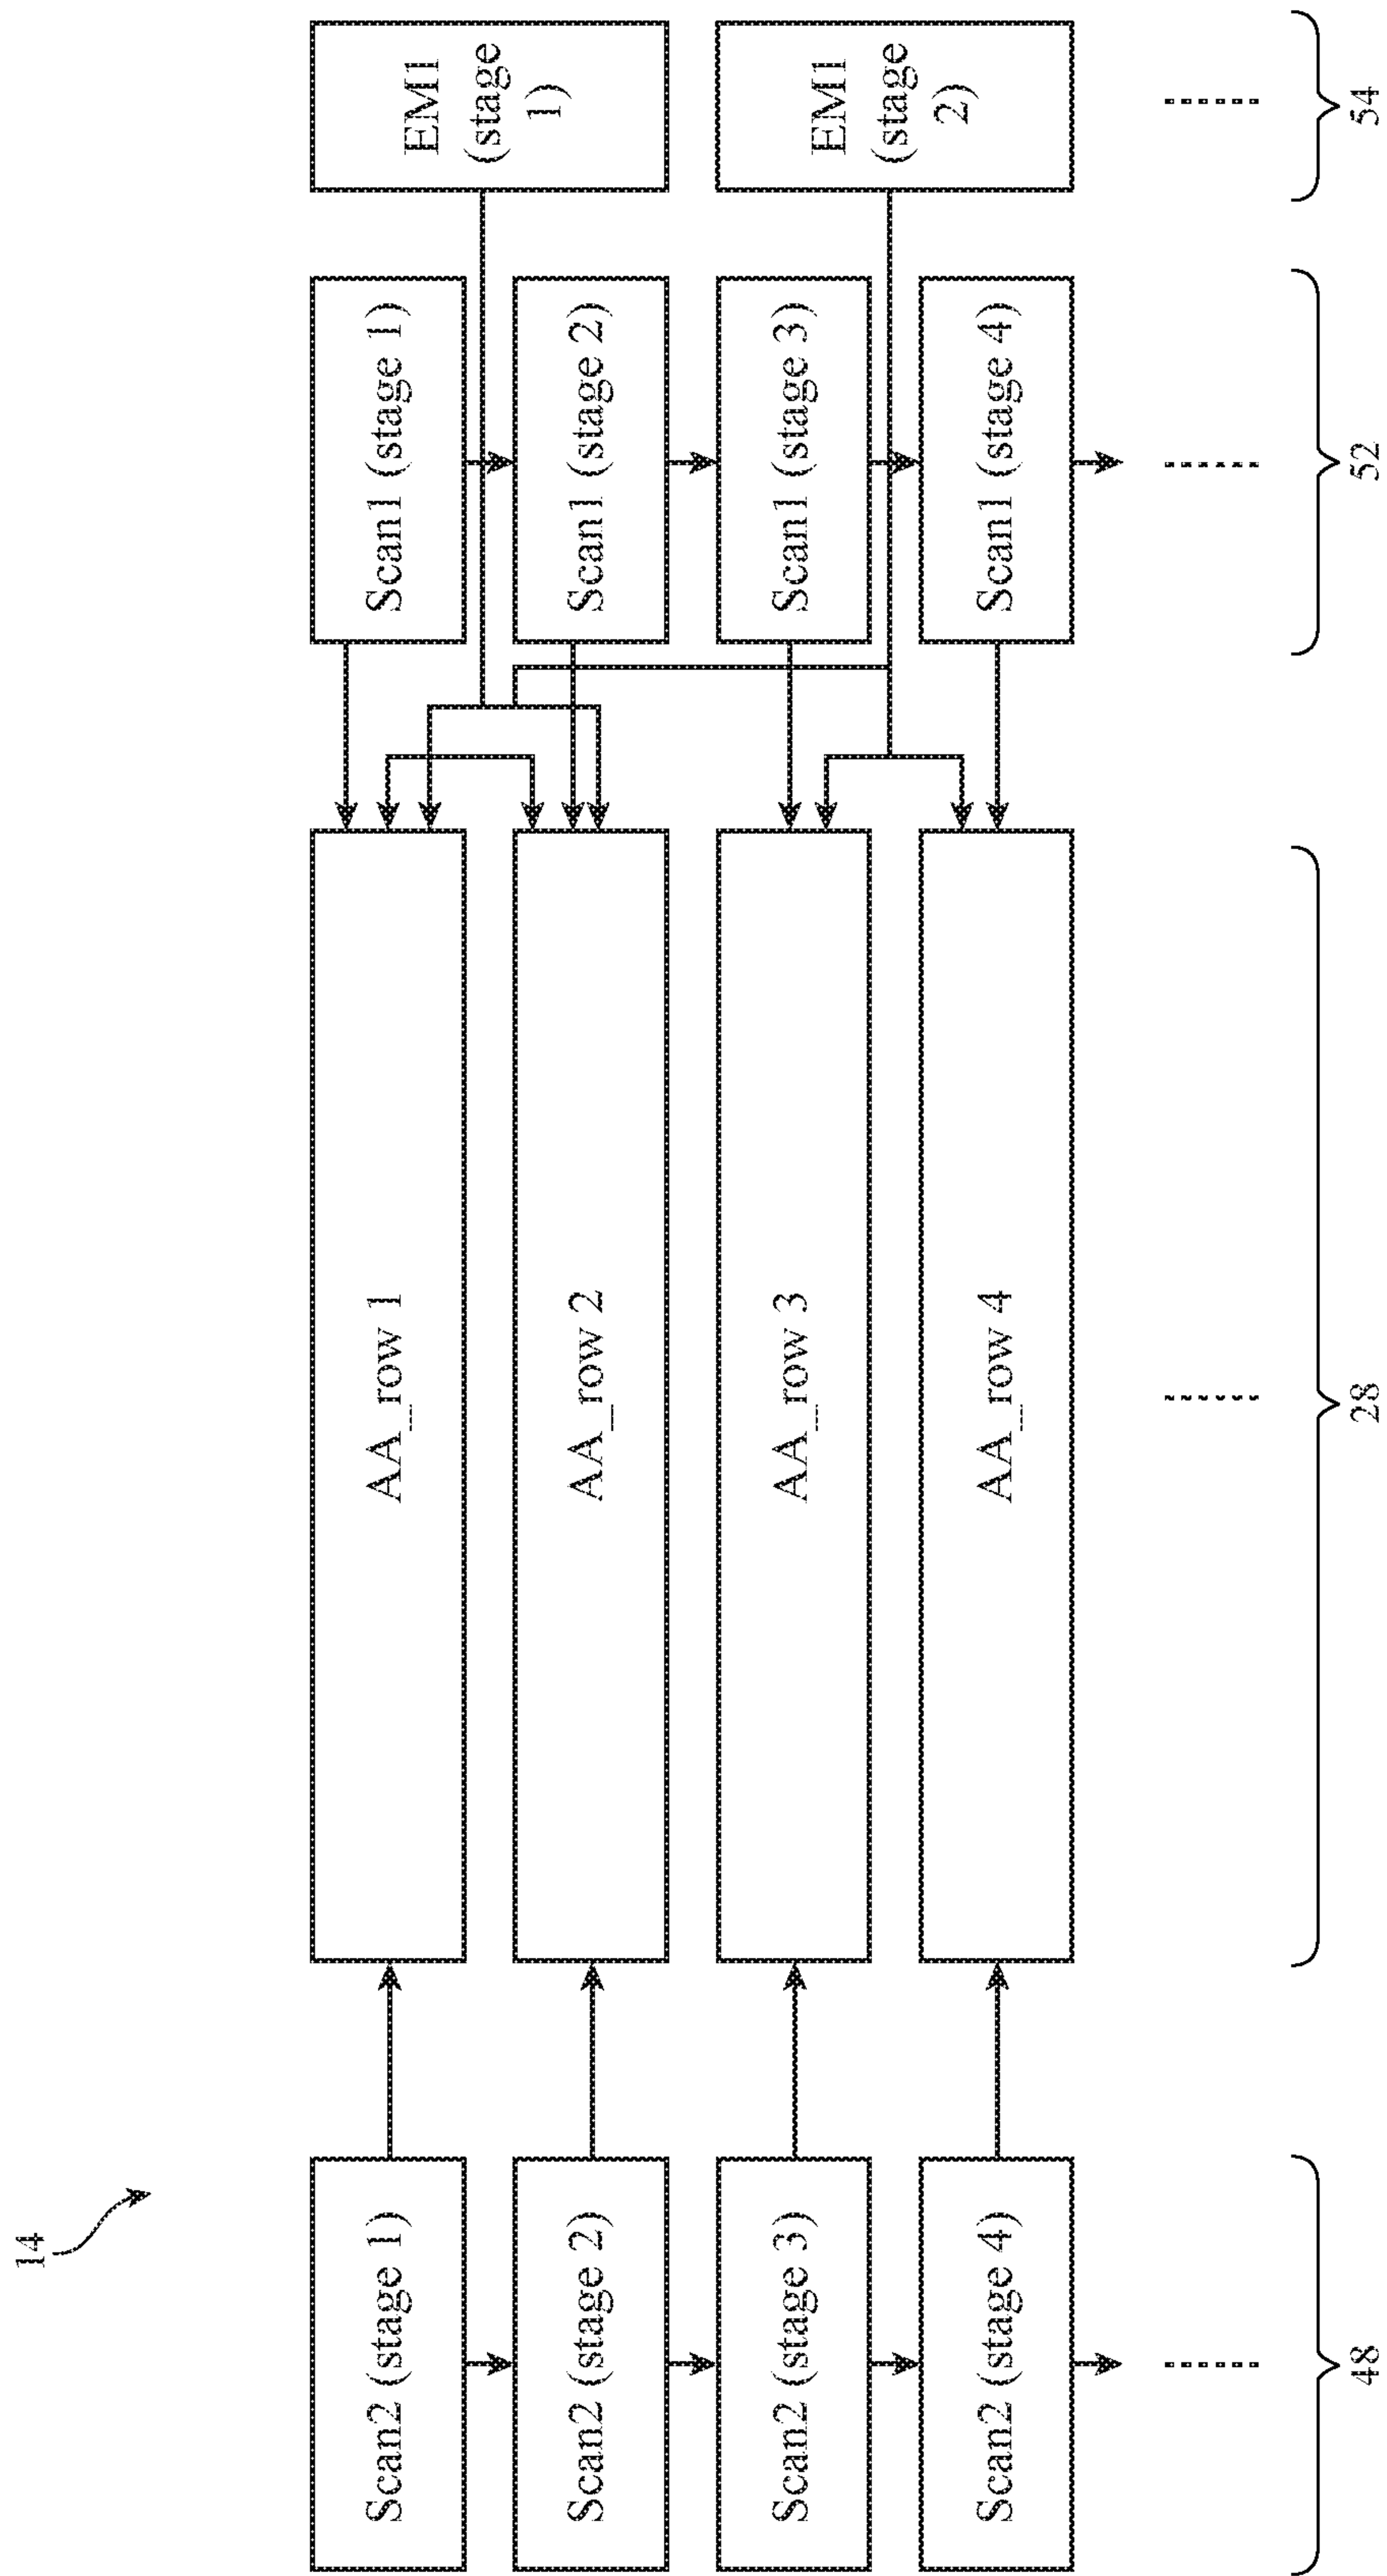 14
Scan2 (stage 1)
AA_row 1
Scan1 (stage 1)
EM1
(stage
1)
Scan2 (stage 2)
AA_row 2
Scan1 (stage 2)
Scan2 (stage 3)
AA_row 3
Scan1 (stage 3)
EM1
(stage
2)
Scan2 (stage 4)
AA_row 4
Scan1 (stage 4)
48
28
52
54